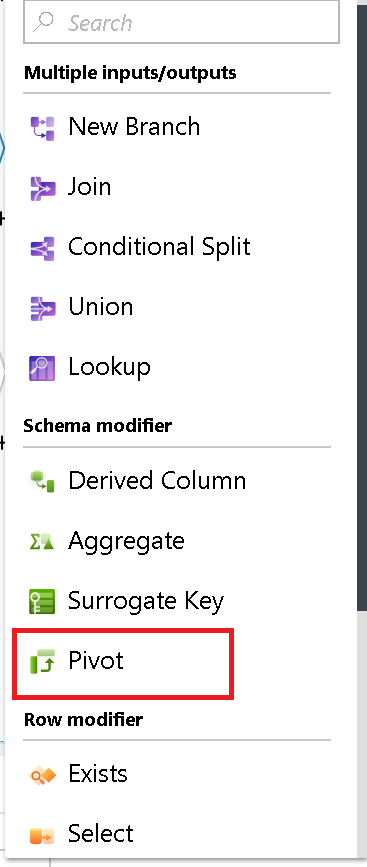 Search
Multiple inputs/outputs
New Branch
Join
Conditional Split
Union
Lookup
Schema modifier
Derived Column
Aggregate
Surrogate Key
Pivot
Row modifier
Exists
Select